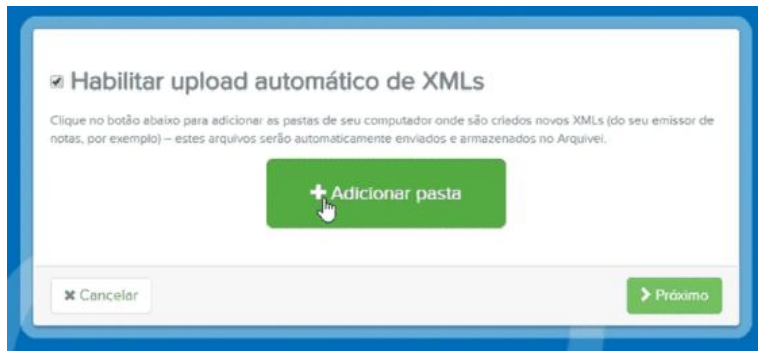 Habilitar upload automático de XMLs
Clique no botão abaixo para adicionar as pastas de seu computador onde são criados novos XMLs (do seu emissor de
notas, por exemplo) – estes arquivos serão automaticamente enviados e armazenados no Arquivei.
Adicionar pasta
Cancelar
Próximo